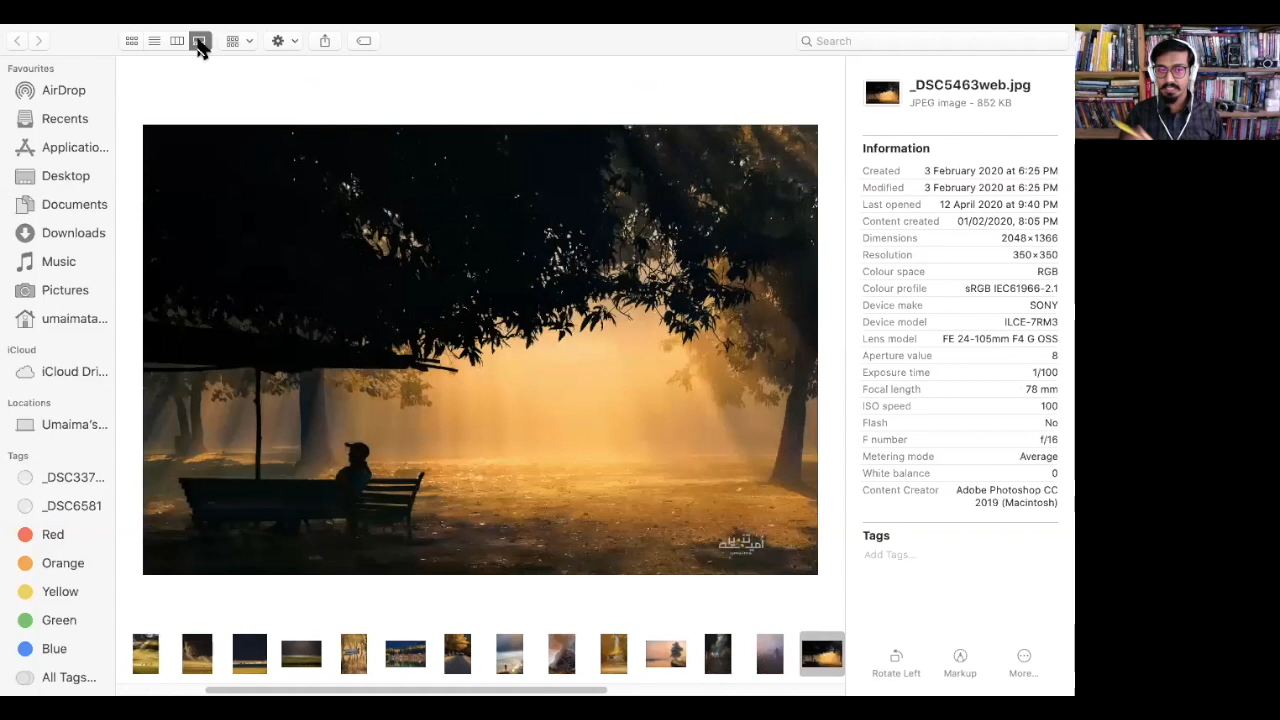 Search
Favourites
AirDrop
Recents
Applicatio...
Desktop
Documents
Downloads
Music
Pictures
umaimata...
iCloud
iCloud Dri...
Locations
Umaima's...
Tags
_DSC337...
_DSC6581
Red
Orange
Yellow
Green
Blue
All Tags...
_DSC5463web.jpg
JPEG image - 852 KB
Information
Created 3 February 2020 at 6:25 PM
Modified 3 February 2020 at 6:25 PM
Last opened 12 April 2020 at 9:40 PM
Content created 01/02/2020, 8:05 PM
Dimensions 2048×1366
Resolution 350×350
Colour space RGB
Colour profile sRGB IEC61966-2.1
Device make SONY
Device model ILCE-7RM3
Lens model FE 24-105mm F4 G OSS
Aperture value 8
Exposure time 1/100
Focal length 78 mm
ISO speed 100
Flash No
F number f/16
Metering mode Average
White balance 0
Content Creator Adobe Photoshop CC
2019 (Macintosh)
Tags
Add Tags...
Rotate Left
Markup
More...